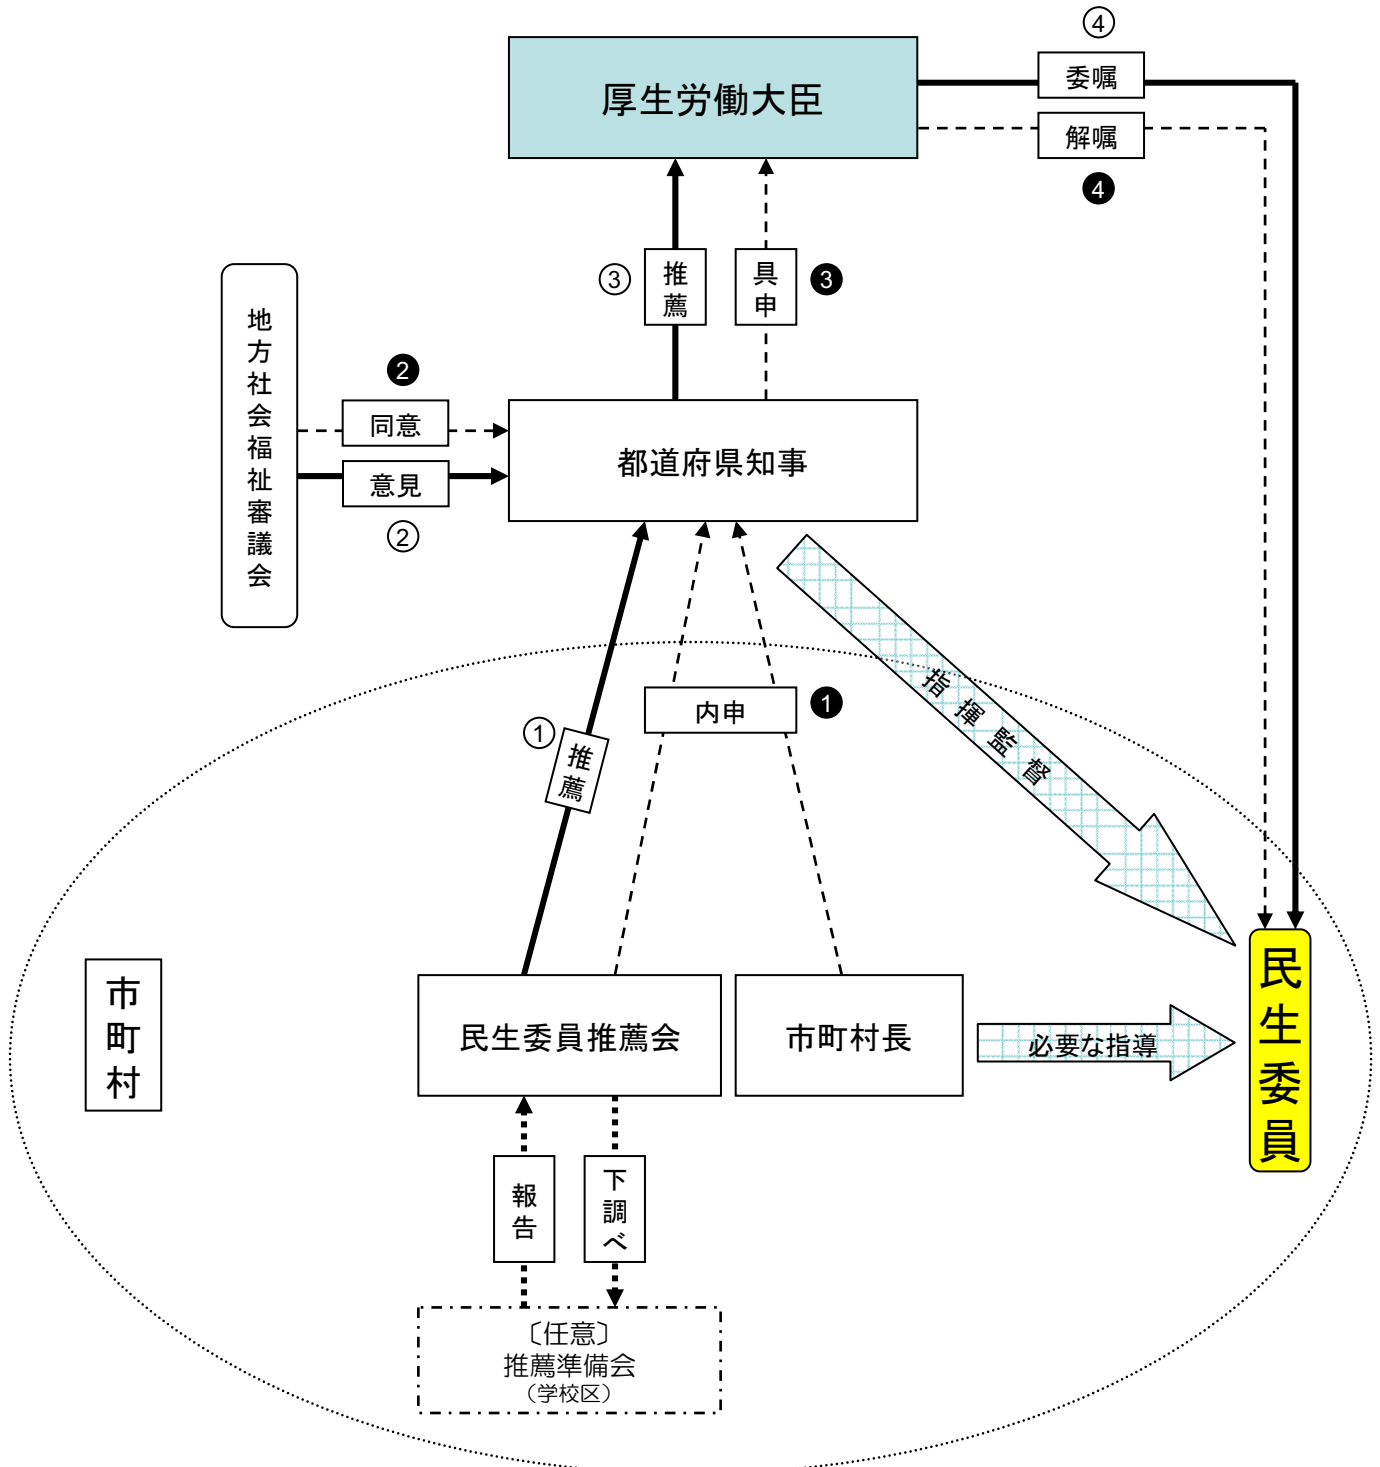 ④
厚生労働大臣
委嘱
解嘱
❹
③
推薦
具申
❸
地方社会福祉審議会
❷
同意
都道府県知事
意見
②
指揮監督
内申
❶
①
推薦
市町村
民生委員推薦会
市町村長
必要な指導
民生委員
報告
下調べ
〔任意〕
推薦準備会
（学校区）